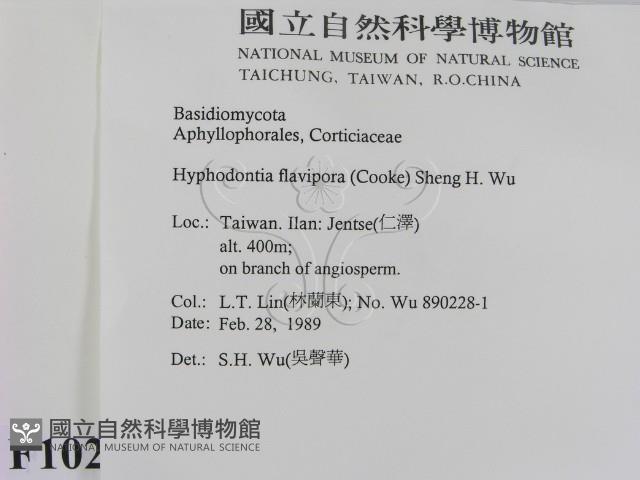 國立自然科學博物館
NATIONAL MUSEUM OF NATURAL SCIENCE
TAICHUNG, TAIWAN, R.O.CHINA
Basidiomycota
Aphyllophorales, Corticiaceae
Hyphodontia flavipora (Cooke) Sheng H. Wu
Loc.: Taiwan. Ilan: Jentse(仁澤)
alt. 400m;
on branch of angiosperm.
Col.: L.T. Lin(林蘭東); No. Wu 890228-1
Date: Feb. 28, 1989
Det.: S.H. Wu(吳聲華)
國立自然科學博物館
NATIONAL MUSEUM OF NATURAL SCIENCE
F102